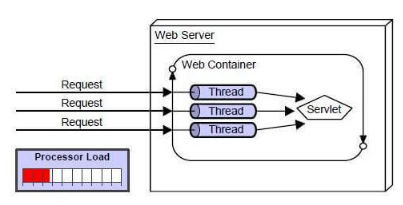 Web Server
Web Container
Request
Thread
Request
Thread
Servlet
Request
Thread
Processor Load